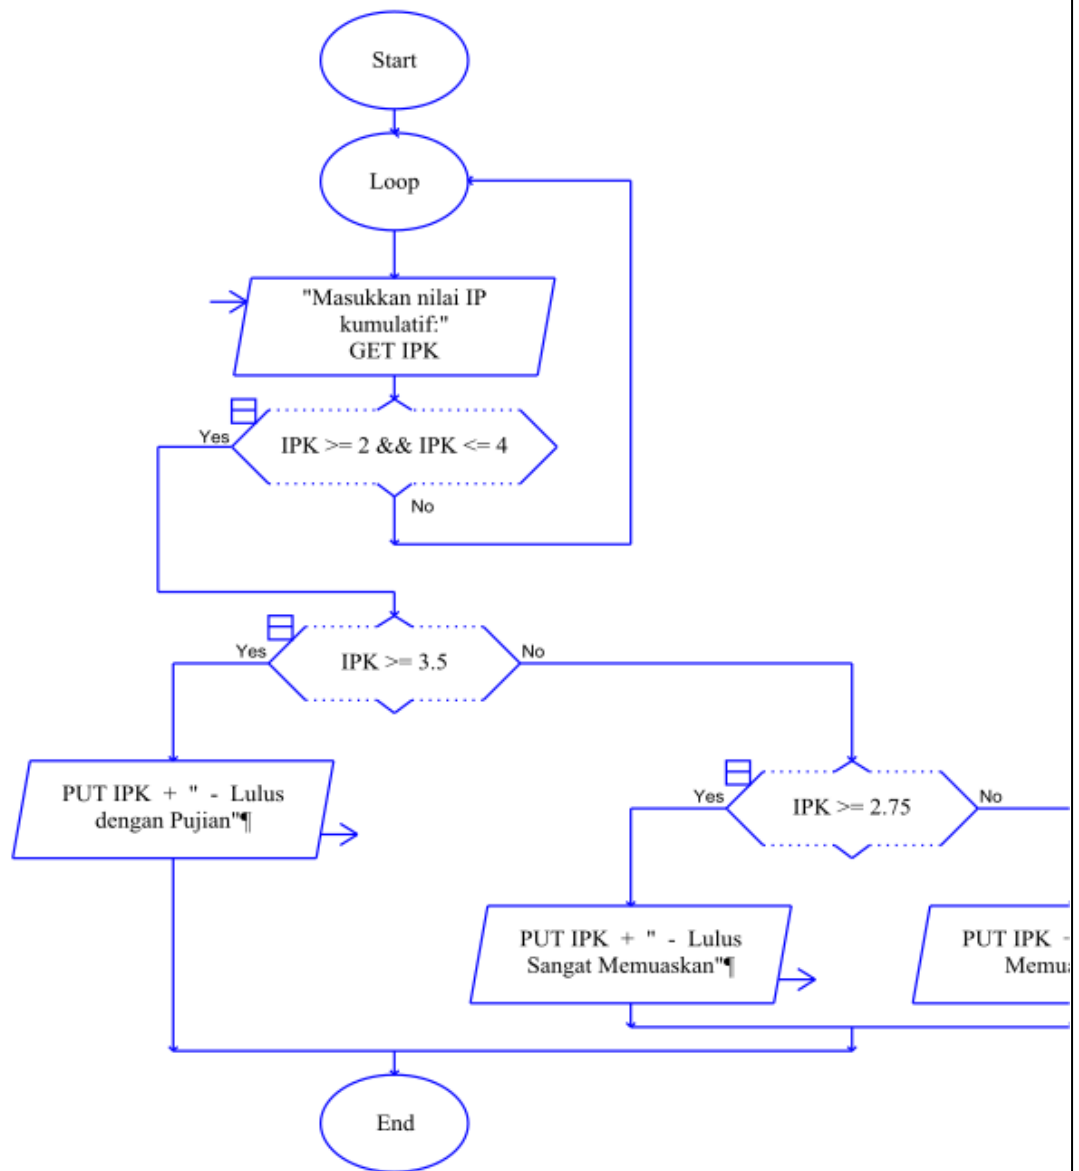 Start
Loop
"Masukkan nilai IP
kumulatif:"
GET IPK
Yes
IPK >= 2 && IPK <= 4
No
Yes
IPK >= 3.5
No
PUT IPK + " - Lulus
dengan Pujian"¶
Yes
IPK >= 2.75
No
PUT IPK + " - Lulus
Sangat Memuaskan"¶
PUT IPK
End